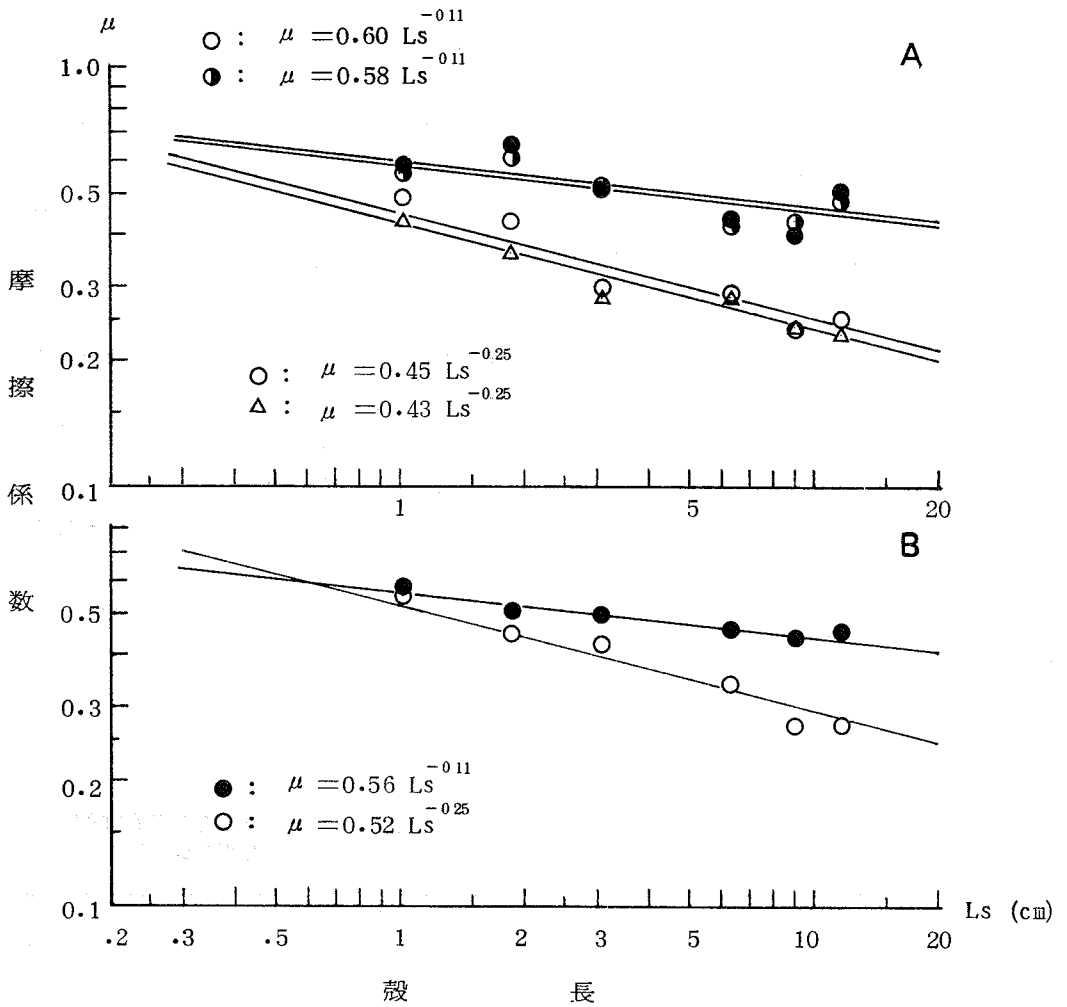 μ
○ : μ = 0.60 Ls^-0.11
◑ : μ = 0.58 Ls^-0.11
A
1.0
0.5
0.3
0.2
0.1
○ : μ = 0.45 Ls^-0.25
△ : μ = 0.43 Ls^-0.25
1 5 20
摩擦係数
B
0.5
0.3
0.2
0.1
● : μ = 0.56 Ls^-0.11
○ : μ = 0.52 Ls^-0.25
Ls (cm)
.2 .3 .5 1 2 3 5 10 20
殻長